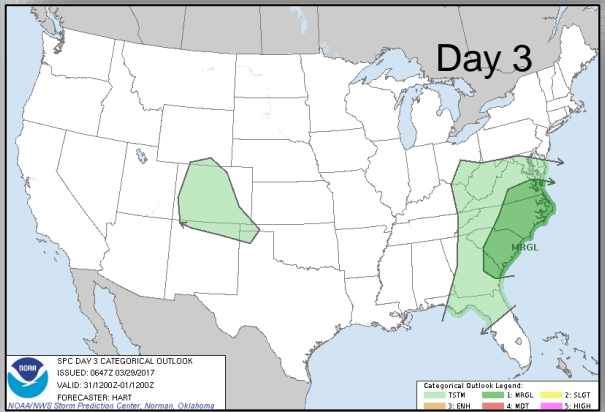 Day 3
MRGL
SPC DAY 3 CATEGORICAL OUTLOOK
ISSUED: 0647Z 03/29/2017
VALID: 31/1200Z-01/1200Z
FORECASTER: HART
NOAA/NWS Storm Prediction Center, Norman, Oklahoma
NOAA
Categorical Outlook Legend:
TSTM 1: MRGL 2: SLGT
3: ENH 4: MDT 5: HIGH